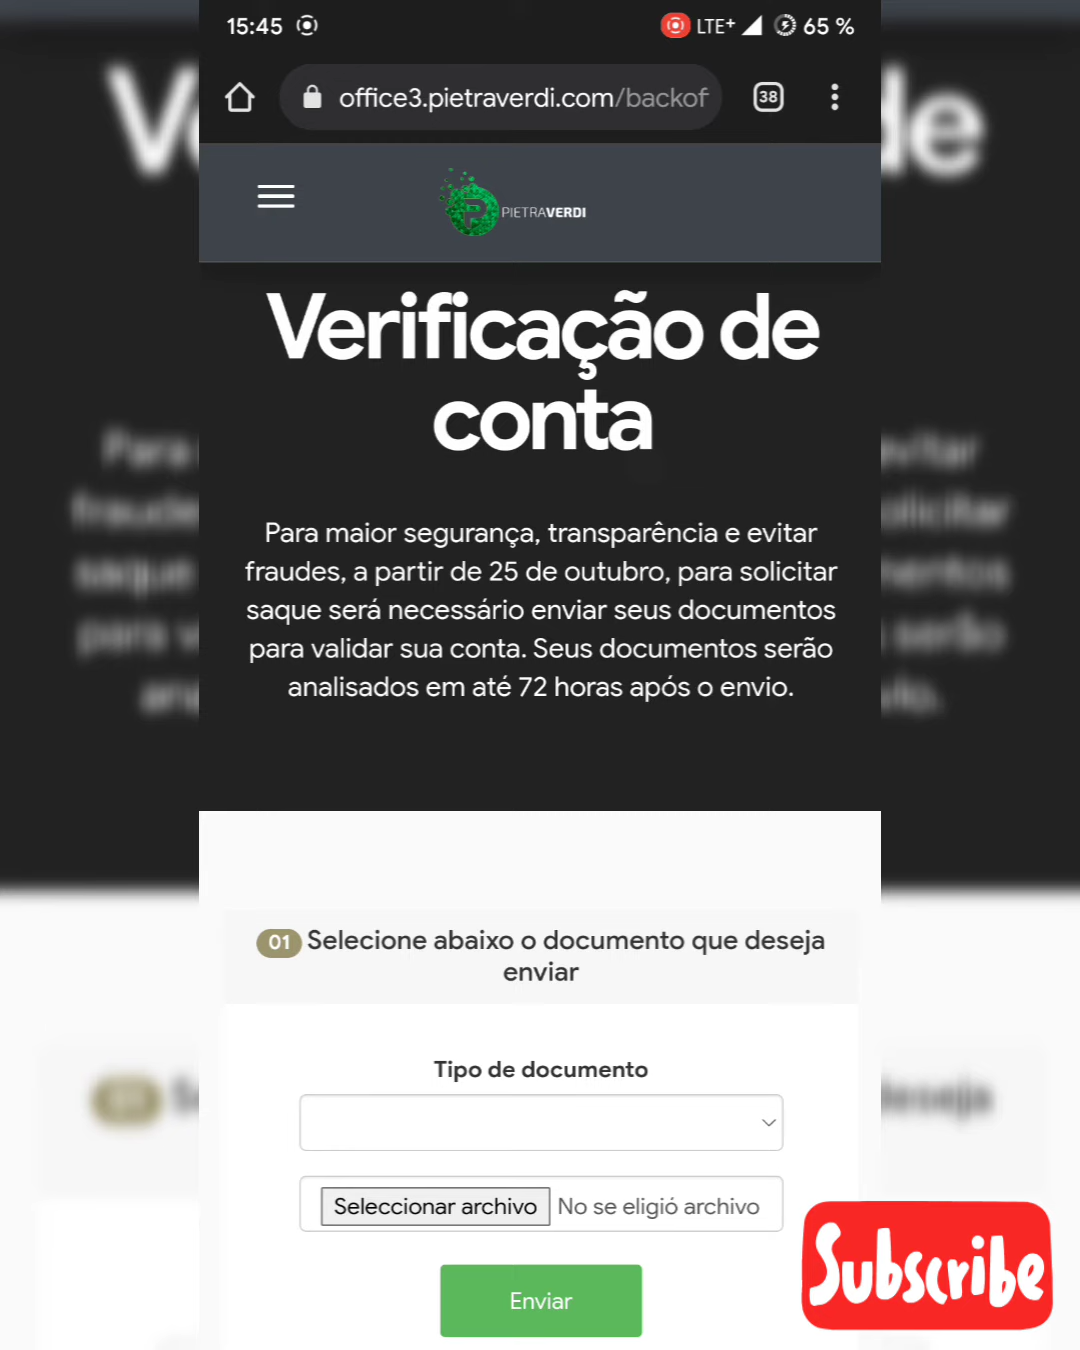 15:45 LTE+ 65 %
office3.pietraverdi.com/backof 38
PIETRAVERDI
Verificação de
conta
Para maior segurança, transparência e evitar
fraudes, a partir de 25 de outubro, para solicitar
saque será necessário enviar seus documentos
para validar sua conta. Seus documentos serão
analisados em até 72 horas após o envio.
01 Selecione abaixo o documento que deseja
enviar
Tipo de documento
Seleccionar archivo No se eligió archivo
Enviar
Subscribe